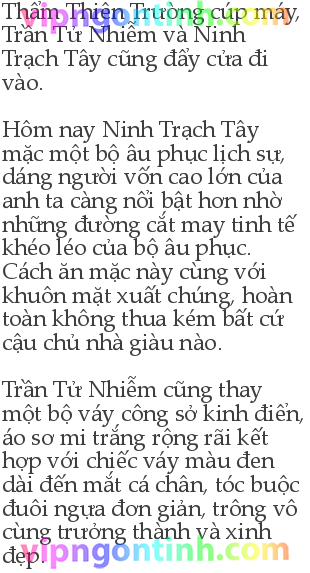 Thẩm Thiên Trường cúp máy,
vipngontinh.com
Trần Tử Nhiễm và Ninh
Trạch Tây cũng đẩy cửa đi
vào.
Hôm nay Ninh Trạch Tây
mặc một bộ âu phục lịch sự,
dáng người vốn cao lớn của
anh ta càng nổi bật hơn nhờ
những đường cắt may tinh tế
khéo léo của bộ âu phục.
Cách ăn mặc này cùng với
khuôn mặt xuất chúng, hoàn
toàn không thua kém bất cứ
cậu chủ nhà giàu nào.
Trần Tử Nhiễm cũng thay
một bộ váy công sở kinh điển,
áo sơ mi trắng rộng rãi kết
hợp với chiếc váy màu đen
dài đến mắt cá chân, tóc buộc
đuôi ngựa đơn giản, trông vô
cùng trưởng thành và xinh
đẹp.
vipngontinh.com